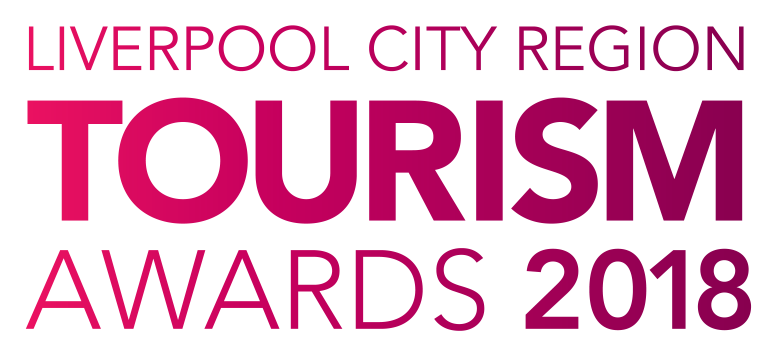 LIVERPOOL CITY REGION
TOURISM
AWARDS 2018